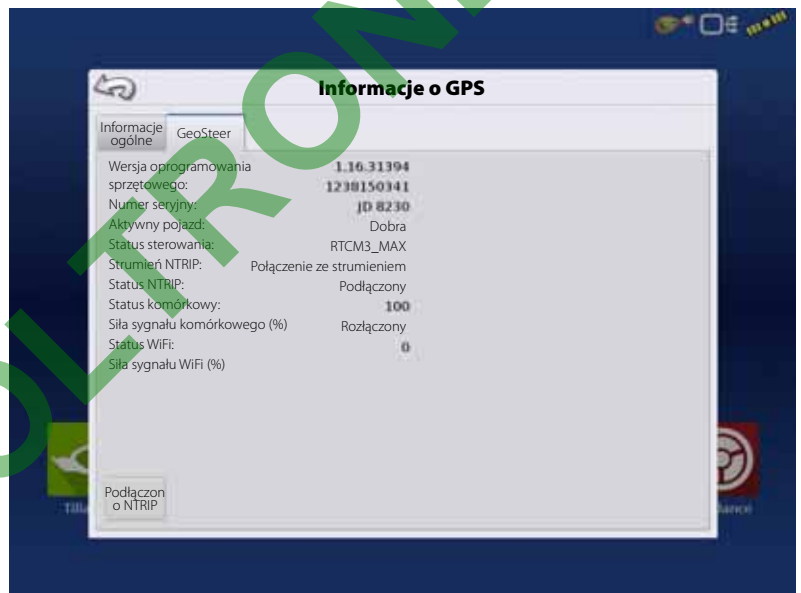 Informacje o GPS
Informacje
ogólne
GeoSteer
Wersja oprogramowania 1.16.31394
sprzętowego: 1238150341
Numer seryjny: JD 8230
Aktywny pojazd: Dobra
Status sterowania: RTCM3_MAX
Strumień NTRIP: Połączenie ze strumieniem
Status NTRIP: Podłączony
Status komórkowy: 100
Siła sygnału komórkowego (%) Rozłączony
Status WiFi: 0
Siła sygnału WiFi (%)
Podłączon
o NTRIP